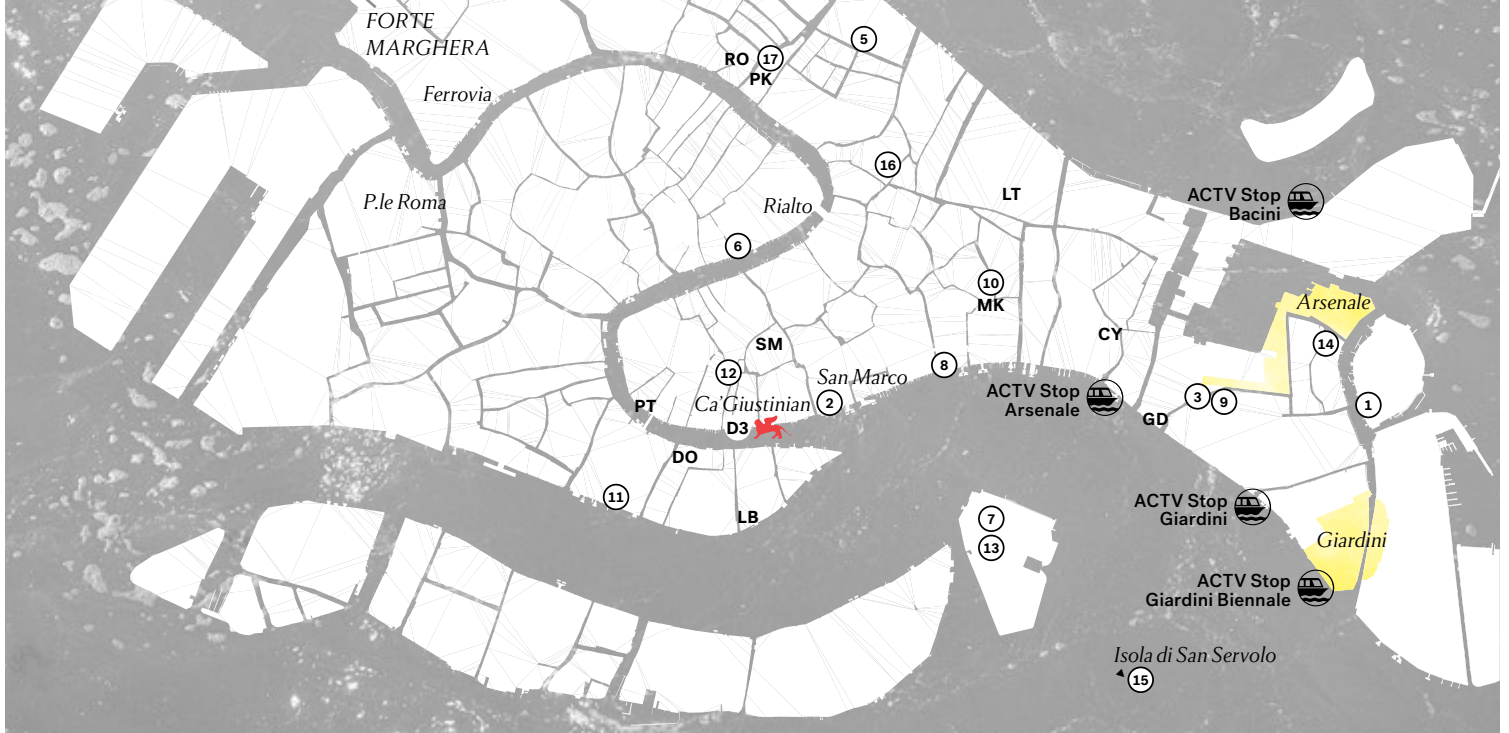 FORTE
MARGHERA
5
RO
17
PK
Ferrovia
16
P.le Roma
LT
ACTV Stop
Bacini
Rialto
6
10
MK
Arsenale
CY
SM
14
12
8
San Marco
ACTV Stop
Arsenale
PT
Ca'Giustinian
2
3
9
1
D3
GD
DO
11
LB
ACTV Stop
Giardini
7
13
Giardini
ACTV Stop
Giardini Biennale
Isola di San Servolo
15